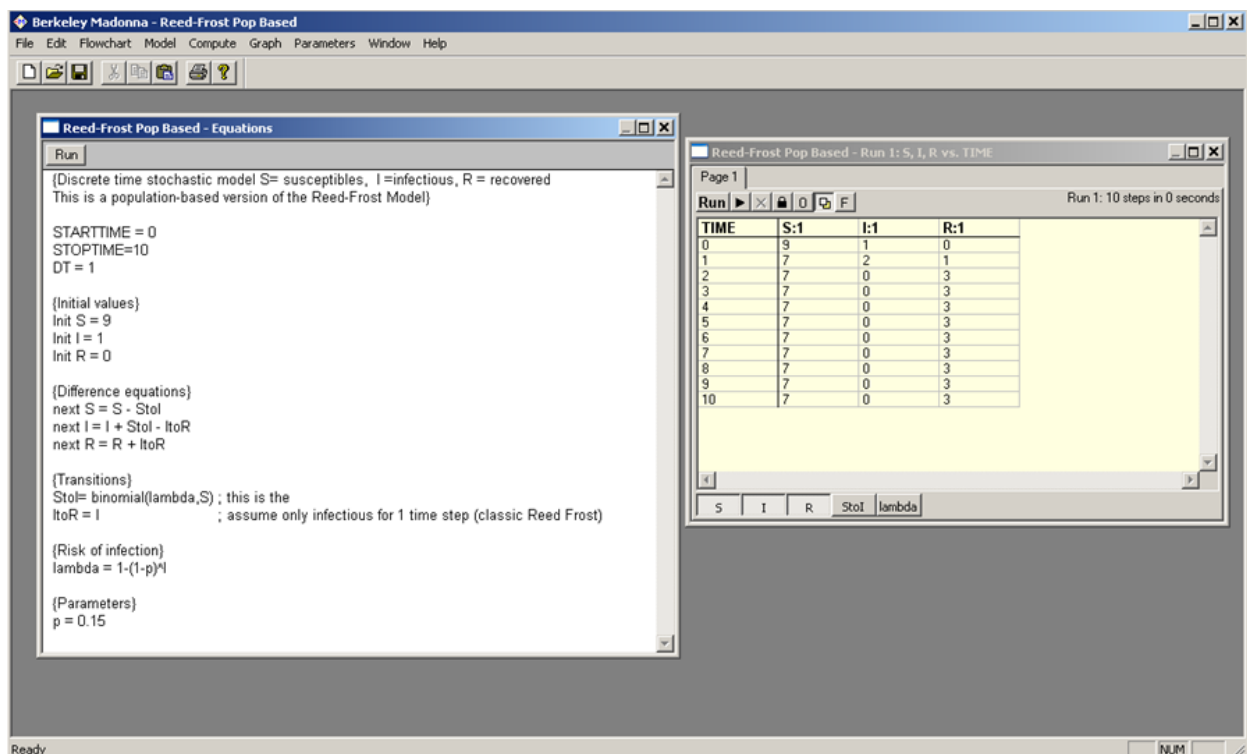 Berkeley Madonna - Reed-Frost Pop Based
File Edit Flowchart Model Compute Graph Parameters Window Help
Reed-Frost Pop Based - Equations
Run
{Discrete time stochastic model S= susceptibles, I =infectious, R = recovered
This is a population-based version of the Reed-Frost Model}
STARTTIME = 0
STOPTIME=10
DT = 1
{Initial values}
Init S = 9
Init I = 1
Init R = 0
{Difference equations}
next S = S - StoI
next I = I + StoI - ItoR
next R = R + ItoR
{Transitions}
StoI= binomial(lambda,S) ; this is the
ItoR = I ; assume only infectious for 1 time step (classic Reed Frost)
{Risk of infection}
lambda = 1-(1-p)^I
{Parameters}
p = 0.15
Reed-Frost Pop Based - Run 1: S, I, R vs. TIME
Page 1
Run 0 F Run 1: 10 steps in 0 seconds
TIME S:1 I:1 R:1
0 9 1 0
1 7 2 1
2 7 0 3
3 7 0 3
4 7 0 3
5 7 0 3
6 7 0 3
7 7 0 3
8 7 0 3
9 7 0 3
10 7 0 3
S I R StoI lambda
Ready NUM